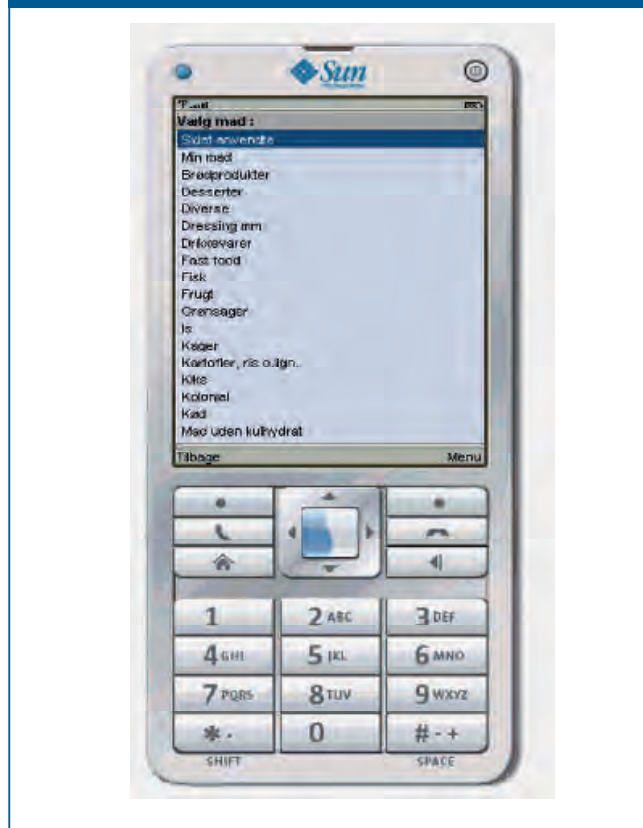 Sun
Vælg mad :
Sidst anvendte
Min mad
Brødprodukter
Desserter
Diverse
Dressing mm
Drikkevarer
Fast food
Fisk
Frugt
Grønsager
Is
Kager
Kartofler, ris o.lign..
Kiks
Kolonial
Kød
Mad uden kulhydrat
Tilbage Menu
1 2 ABC 3 DEF
4 GHI 5 JKL 6 MNO
7 PQRS 8 TUV 9 WXYZ
* . 0 # - +
SHIFT SPACE